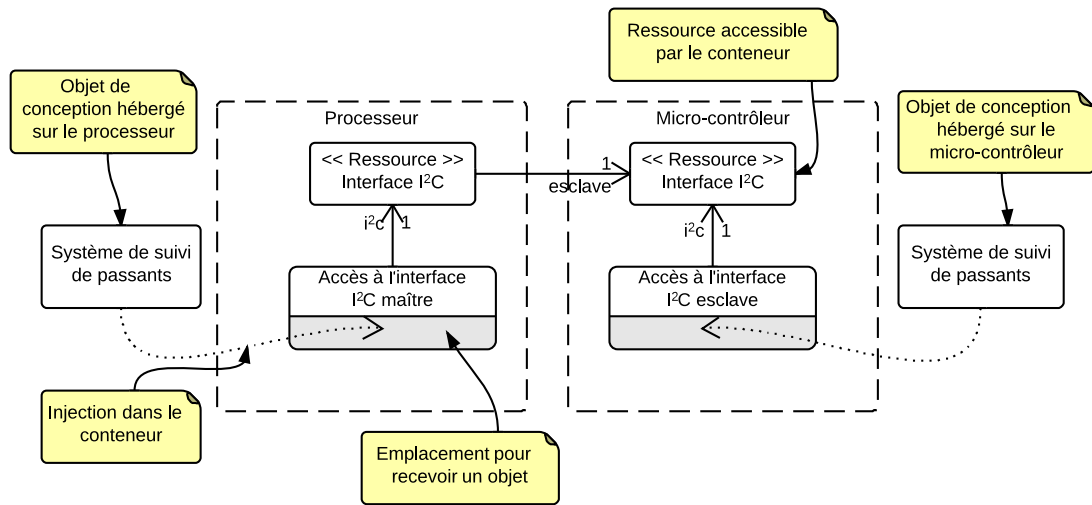 Ressource accessible
par le conteneur
Objet de
conception hébergé
sur le processeur
Objet de conception
hébergé sur le
micro-contrôleur
Processeur
Micro-contrôleur
<< Ressource >>
Interface I²C
1
esclave
<< Ressource >>
Interface I²C
i²c
1
i²c
1
Système de suivi
de passants
Accès à l'interface
I²C maître
Accès à l'interface
I²C esclave
Système de suivi
de passants
Injection dans le
conteneur
Emplacement pour
recevoir un objet